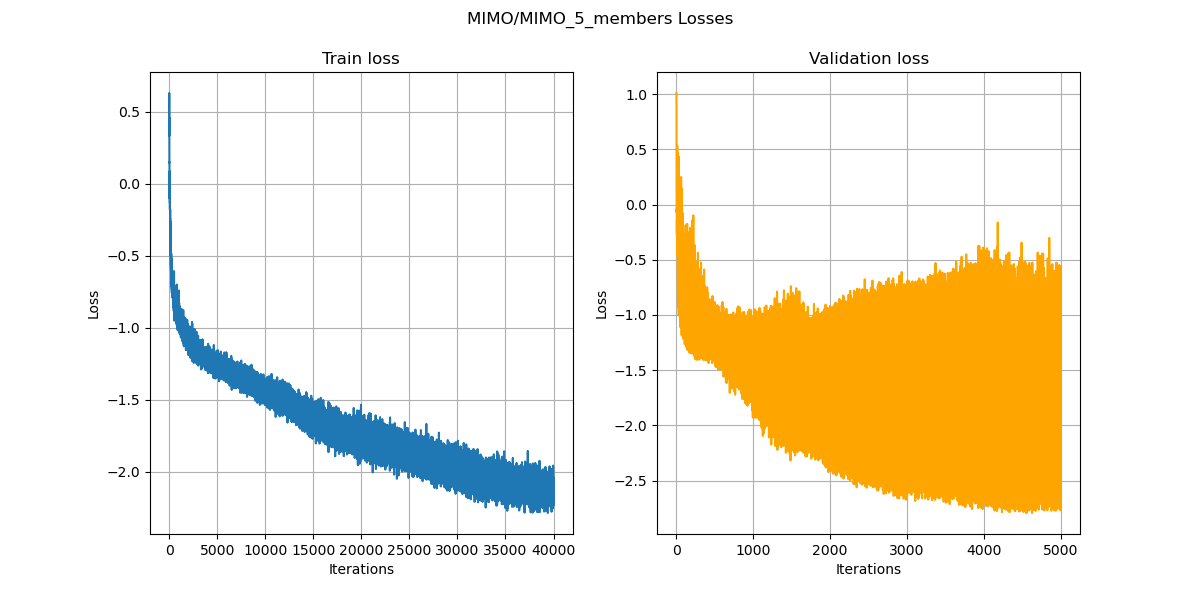 MIMO/MIMO_5_members Losses
Train loss
Loss
0.5
0.0
−0.5
−1.0
−1.5
−2.0
0 5000 10000 15000 20000 25000 30000 35000 40000
Iterations
Validation loss
Loss
1.0
0.5
0.0
−0.5
−1.0
−1.5
−2.0
−2.5
0 1000 2000 3000 4000 5000
Iterations